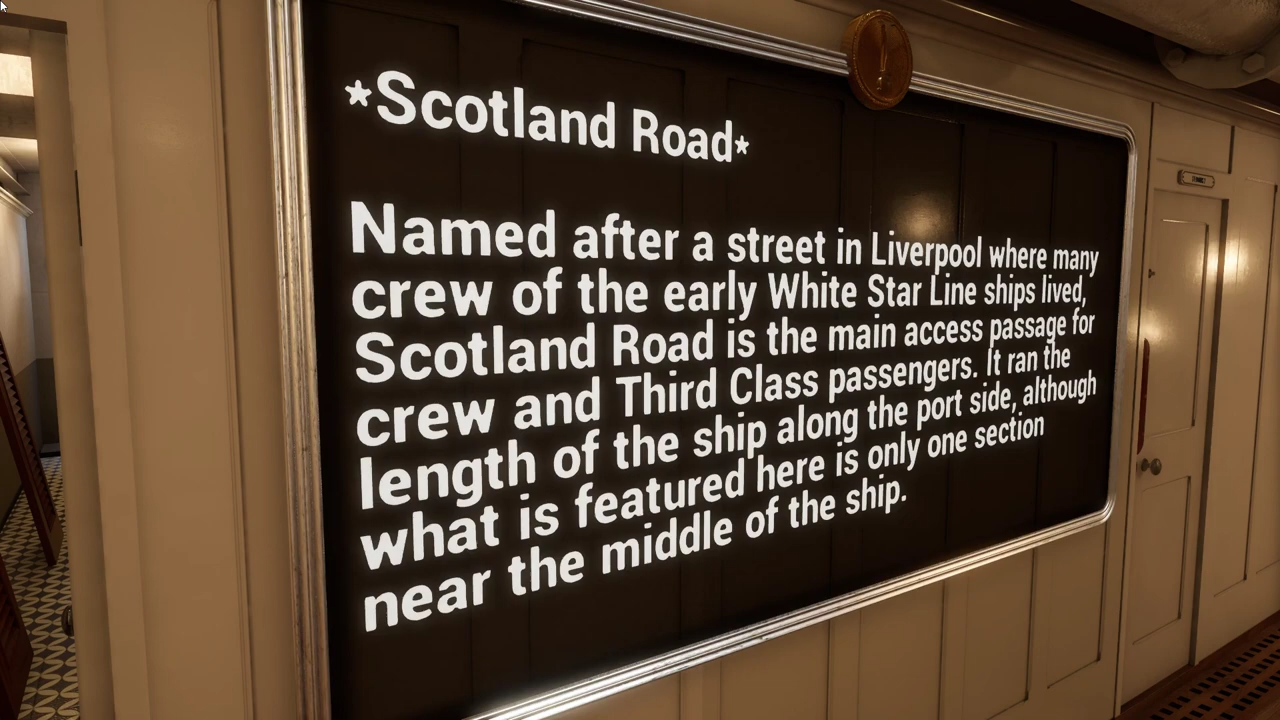 *Scotland Road*
Named after a street in Liverpool where many
crew of the early White Star Line ships lived,
Scotland Road is the main access passage for
crew and Third Class passengers. It ran the
length of the ship along the port side, although
what is featured here is only one section
near the middle of the ship.